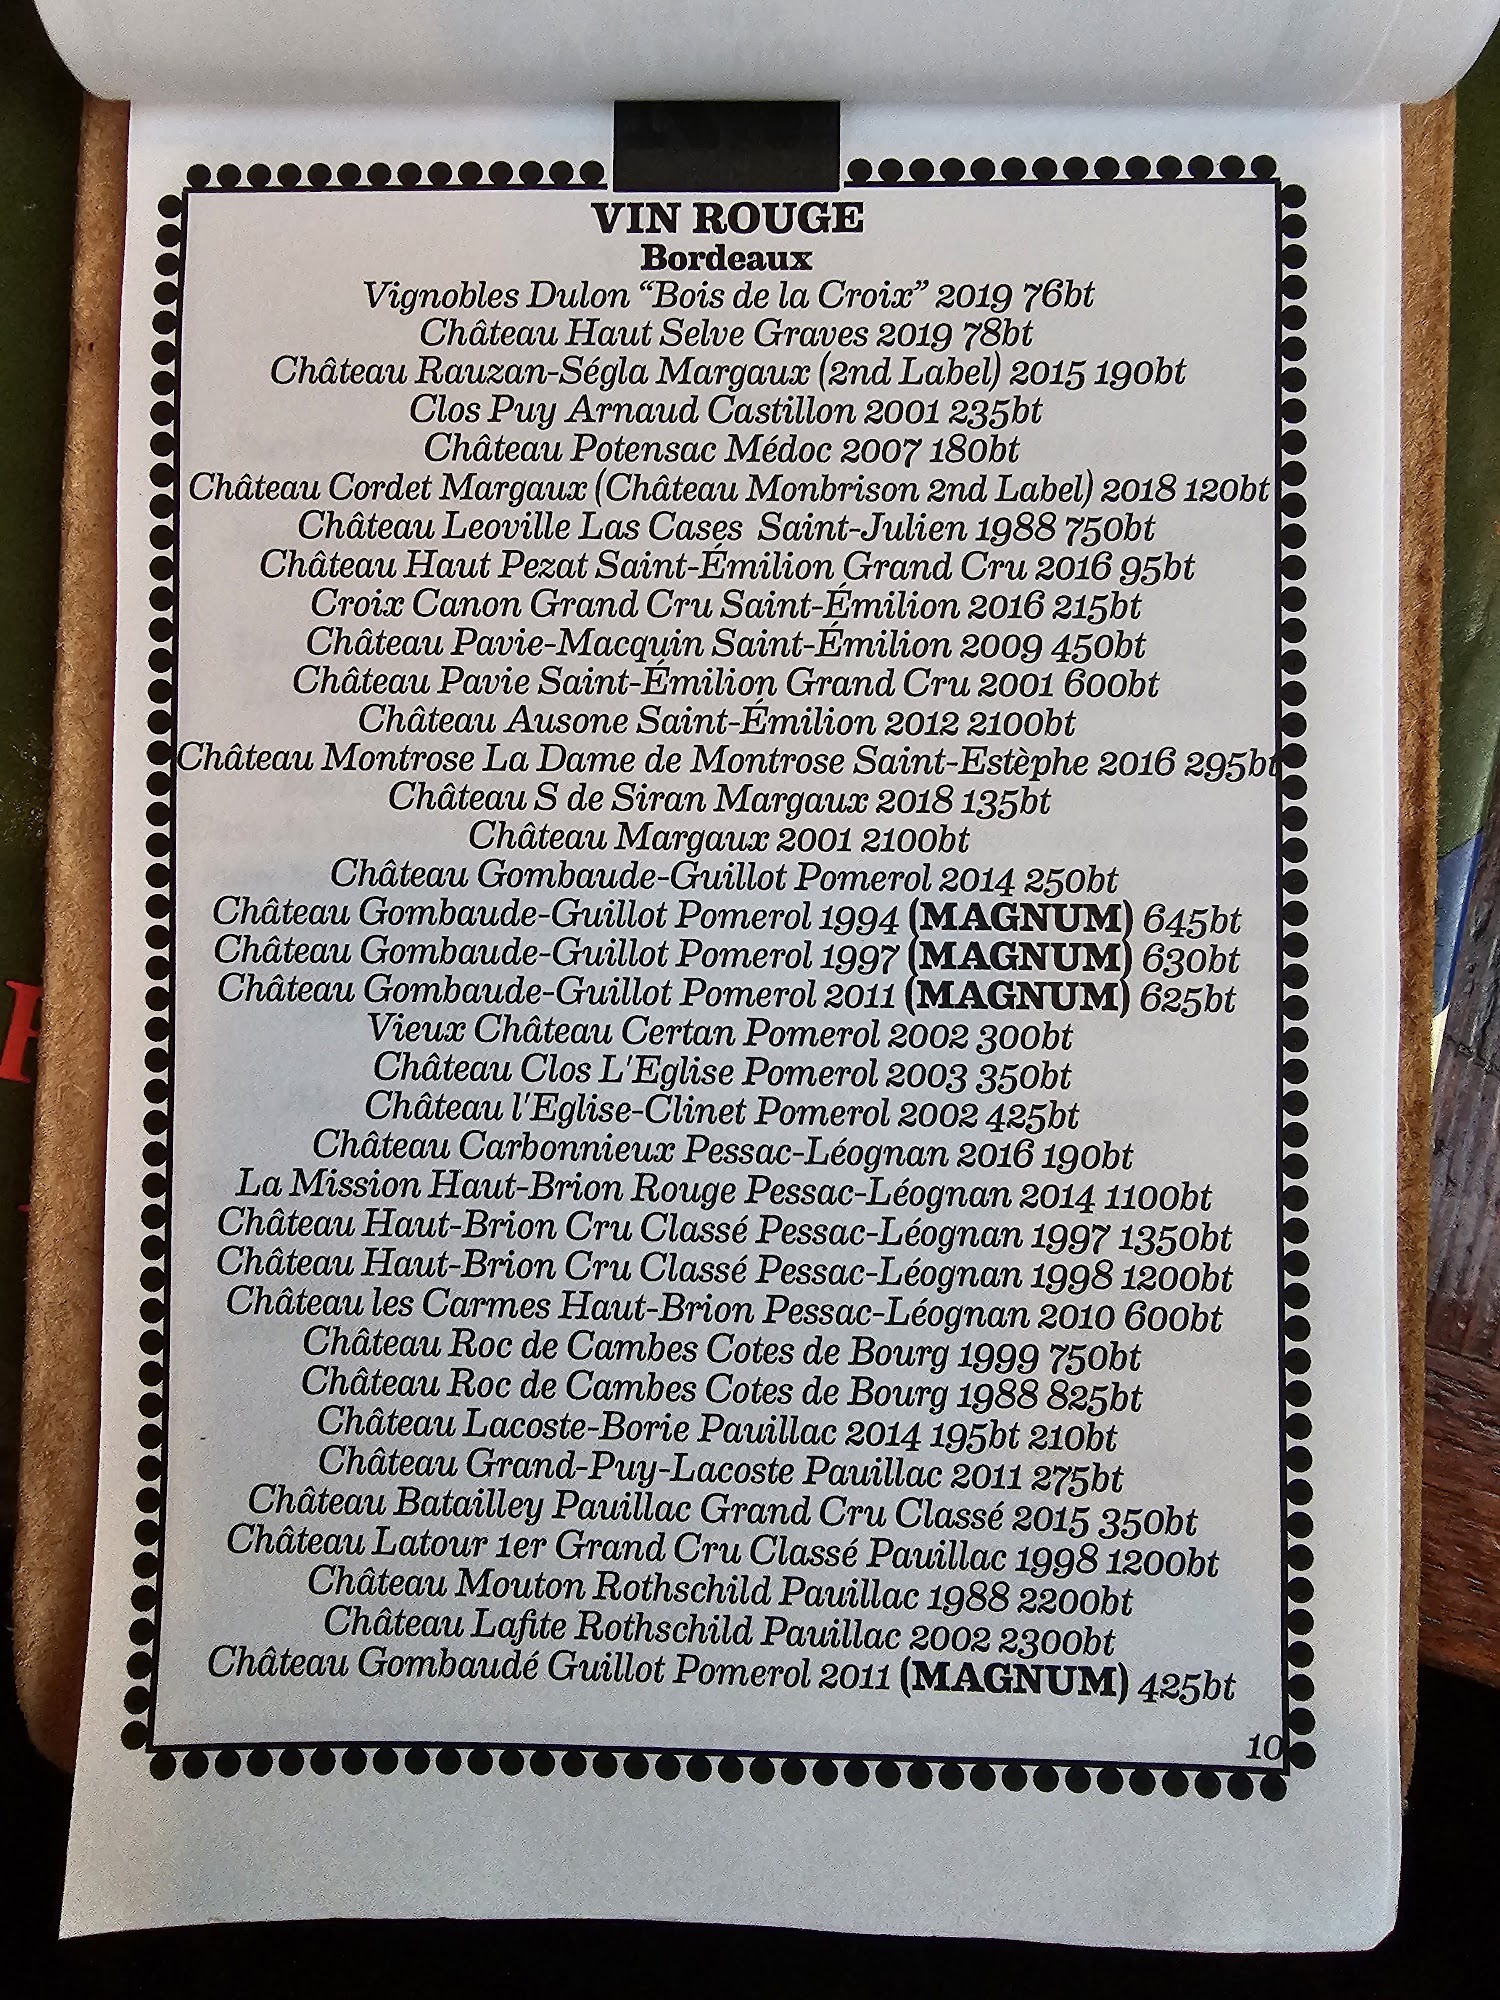 VIN ROUGE
Bordeaux
Vignobles Dulon “Bois de la Croix” 2019 76bt
Château Haut Selve Graves 2019 78bt
Château Rauzan-Ségla Margaux (2nd Label) 2015 190bt
Clos Puy Arnaud Castillon 2001 235bt
Château Potensac Médoc 2007 180bt
Château Cordet Margaux (Château Monbrison 2nd Label) 2018 120bt
Château Leoville Las Cases Saint-Julien 1988 750bt
Château Haut Pezat Saint-Émilion Grand Cru 2016 95bt
Croix Canon Grand Cru Saint-Émilion 2016 215bt
Château Pavie-Macquin Saint-Émilion 2009 450bt
Château Pavie Saint-Émilion Grand Cru 2001 600bt
Château Ausone Saint-Émilion 2012 2100bt
Château Montrose La Dame de Montrose Saint-Estèphe 2016 295bt
Château S de Siran Margaux 2018 135bt
Château Margaux 2001 2100bt
Château Gombaude-Guillot Pomerol 2014 250bt
Château Gombaude-Guillot Pomerol 1994 (MAGNUM) 645bt
Château Gombaude-Guillot Pomerol 1997 (MAGNUM) 630bt
Château Gombaude-Guillot Pomerol 2011 (MAGNUM) 625bt
Vieux Château Certan Pomerol 2002 300bt
Château Clos L'Eglise Pomerol 2003 350bt
Château l'Eglise-Clinet Pomerol 2002 425bt
Château Carbonnieux Pessac-Léognan 2016 190bt
La Mission Haut-Brion Rouge Pessac-Léognan 2014 1100bt
Château Haut-Brion Cru Classé Pessac-Léognan 1997 1350bt
Château Haut-Brion Cru Classé Pessac-Léognan 1998 1200bt
Château les Carmes Haut-Brion Pessac-Léognan 2010 600bt
Château Roc de Cambes Cotes de Bourg 1999 750bt
Château Roc de Cambes Cotes de Bourg 1988 825bt
Château Lacoste-Borie Pauillac 2014 195bt 210bt
Château Grand-Puy-Lacoste Pauillac 2011 275bt
Château Batailley Pauillac Grand Cru Classé 2015 350bt
Château Latour 1er Grand Cru Classé Pauillac 1998 1200bt
Château Mouton Rothschild Pauillac 1988 2200bt
Château Lafite Rothschild Pauillac 2002 2300bt
Château Gombaudé Guillot Pomerol 2011 (MAGNUM) 425bt
10